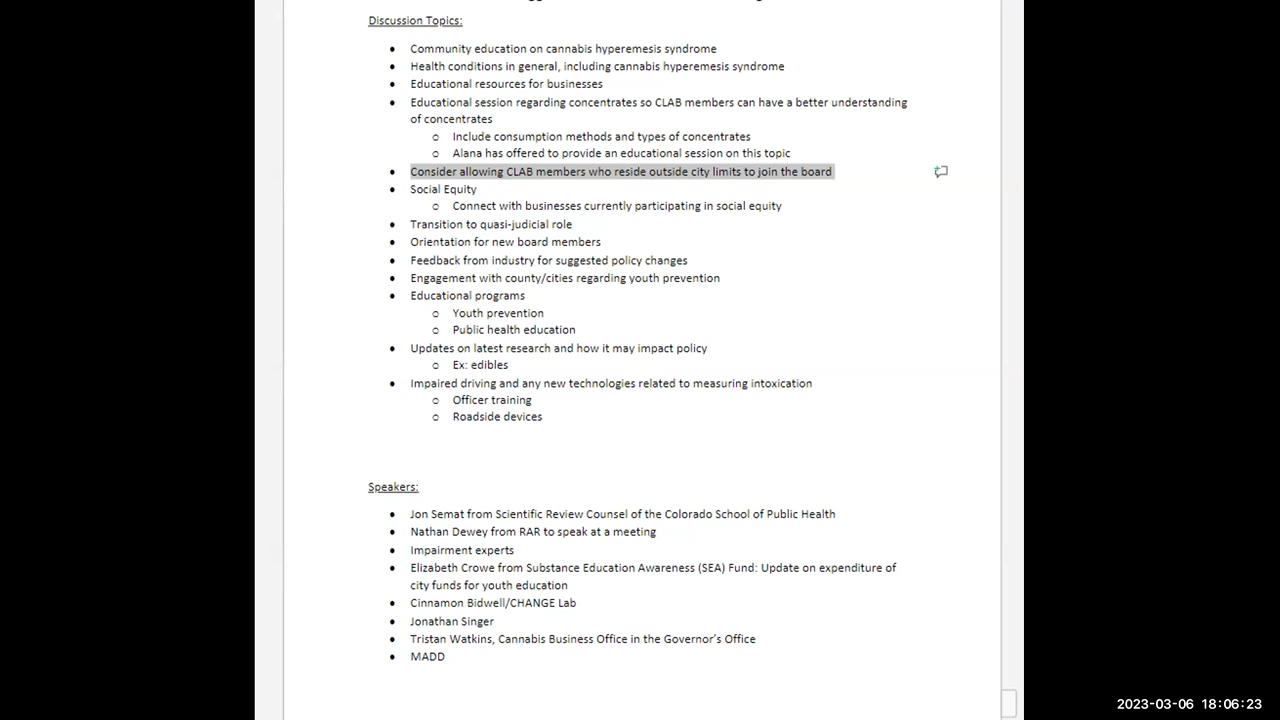 Discussion Topics:
• Community education on cannabis hyperemesis syndrome
• Health conditions in general, including cannabis hyperemesis syndrome
• Educational resources for businesses
• Educational session regarding concentrates so CLAB members can have a better understanding
of concentrates
o Include consumption methods and types of concentrates
o Alana has offered to provide an educational session on this topic
• Consider allowing CLAB members who reside outside city limits to join the board
• Social Equity
o Connect with businesses currently participating in social equity
• Transition to quasi-judicial role
• Orientation for new board members
• Feedback from industry for suggested policy changes
• Engagement with county/cities regarding youth prevention
• Educational programs
o Youth prevention
o Public health education
• Updates on latest research and how it may impact policy
o Ex: edibles
• Impaired driving and any new technologies related to measuring intoxication
o Officer training
o Roadside devices
Speakers:
• Jon Semat from Scientific Review Counsel of the Colorado School of Public Health
• Nathan Dewey from RAR to speak at a meeting
• Impairment experts
• Elizabeth Crowe from Substance Education Awareness (SEA) Fund: Update on expenditure of
city funds for youth education
• Cinnamon Bidwell/CHANGE Lab
• Jonathan Singer
• Tristan Watkins, Cannabis Business Office in the Governor's Office
• MADD
2023-03-06 18:06:23